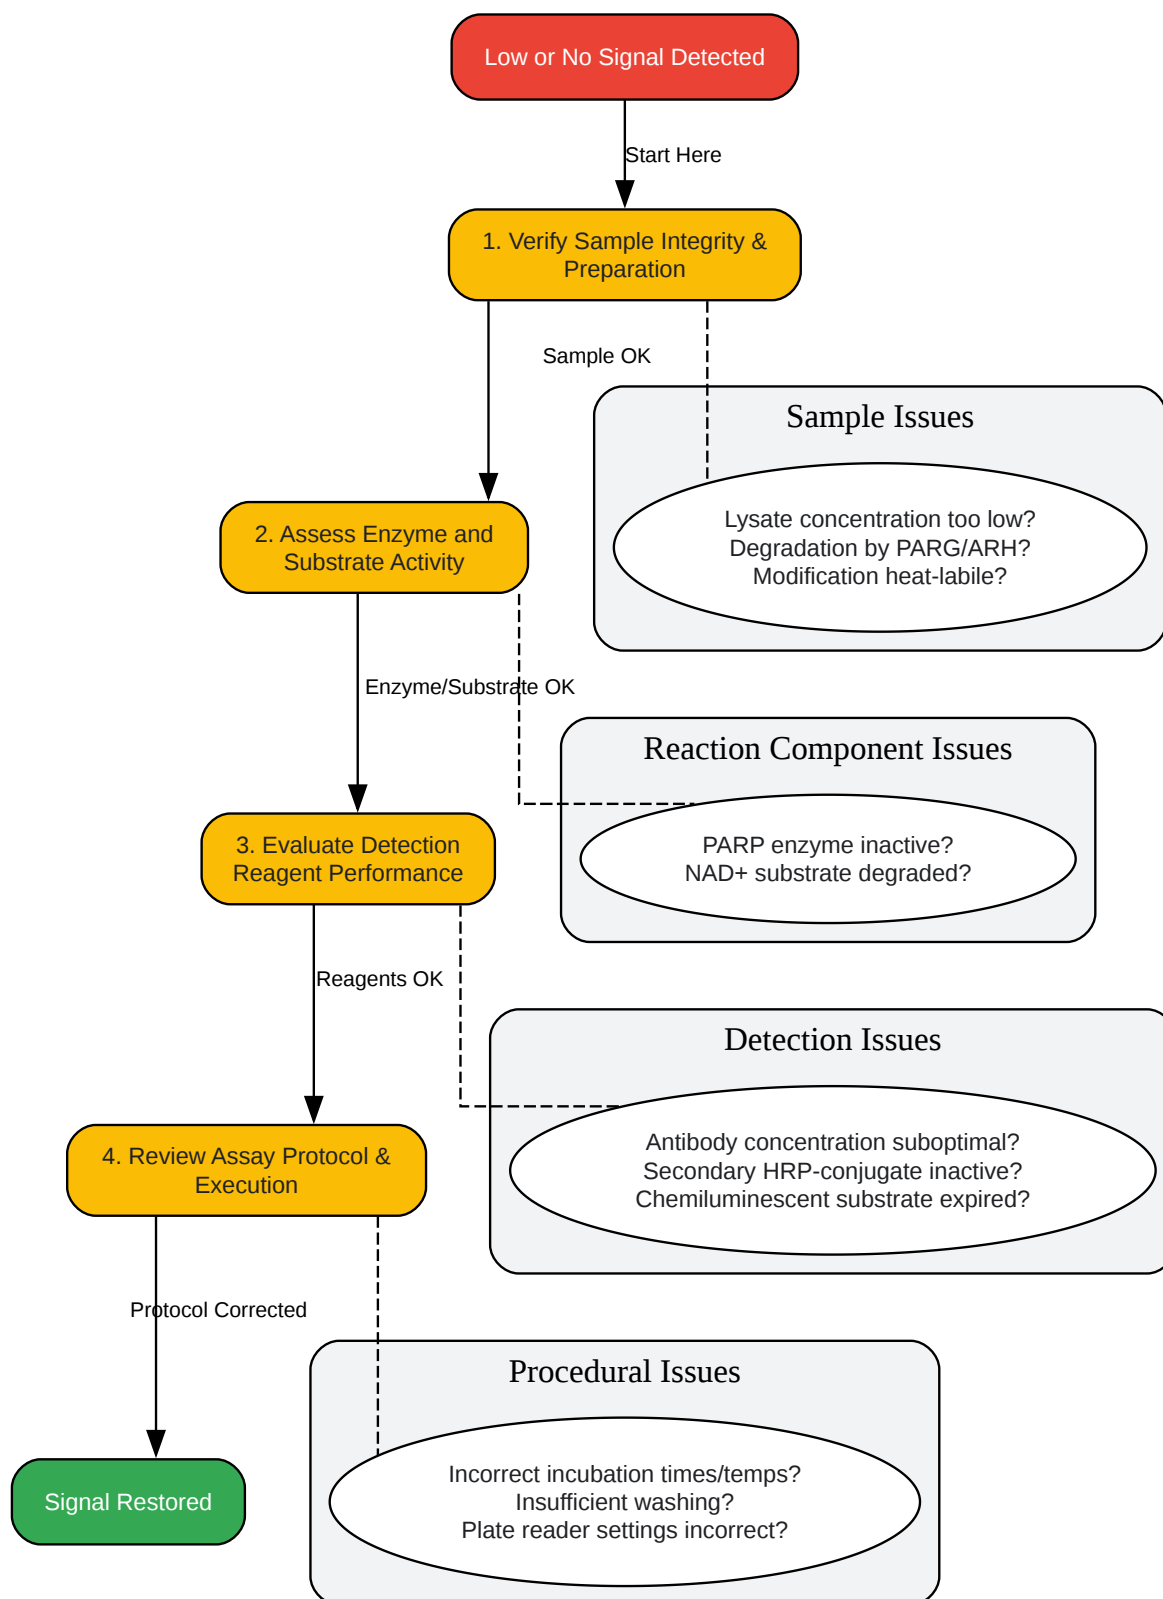 Low or No Signal Detected
Start Here
1. Verify Sample Integrity &
Preparation
Sample OK
Sample Issues
Lysate concentration too low?
Degradation by PARG/ARH?
Modification heat-labile?
2. Assess Enzyme and
Substrate Activity
Enzyme/Substrate OK
Reaction Component Issues
PARP enzyme inactive?
NAD+ substrate degraded?
3. Evaluate Detection
Reagent Performance
Reagents OK
Detection Issues
Antibody concentration suboptimal?
Secondary HRP-conjugate inactive?
Chemiluminescent substrate expired?
4. Review Assay Protocol &
Execution
Protocol Corrected
Procedural Issues
Incorrect incubation times/temps?
Insufficient washing?
Plate reader settings incorrect?
Signal Restored